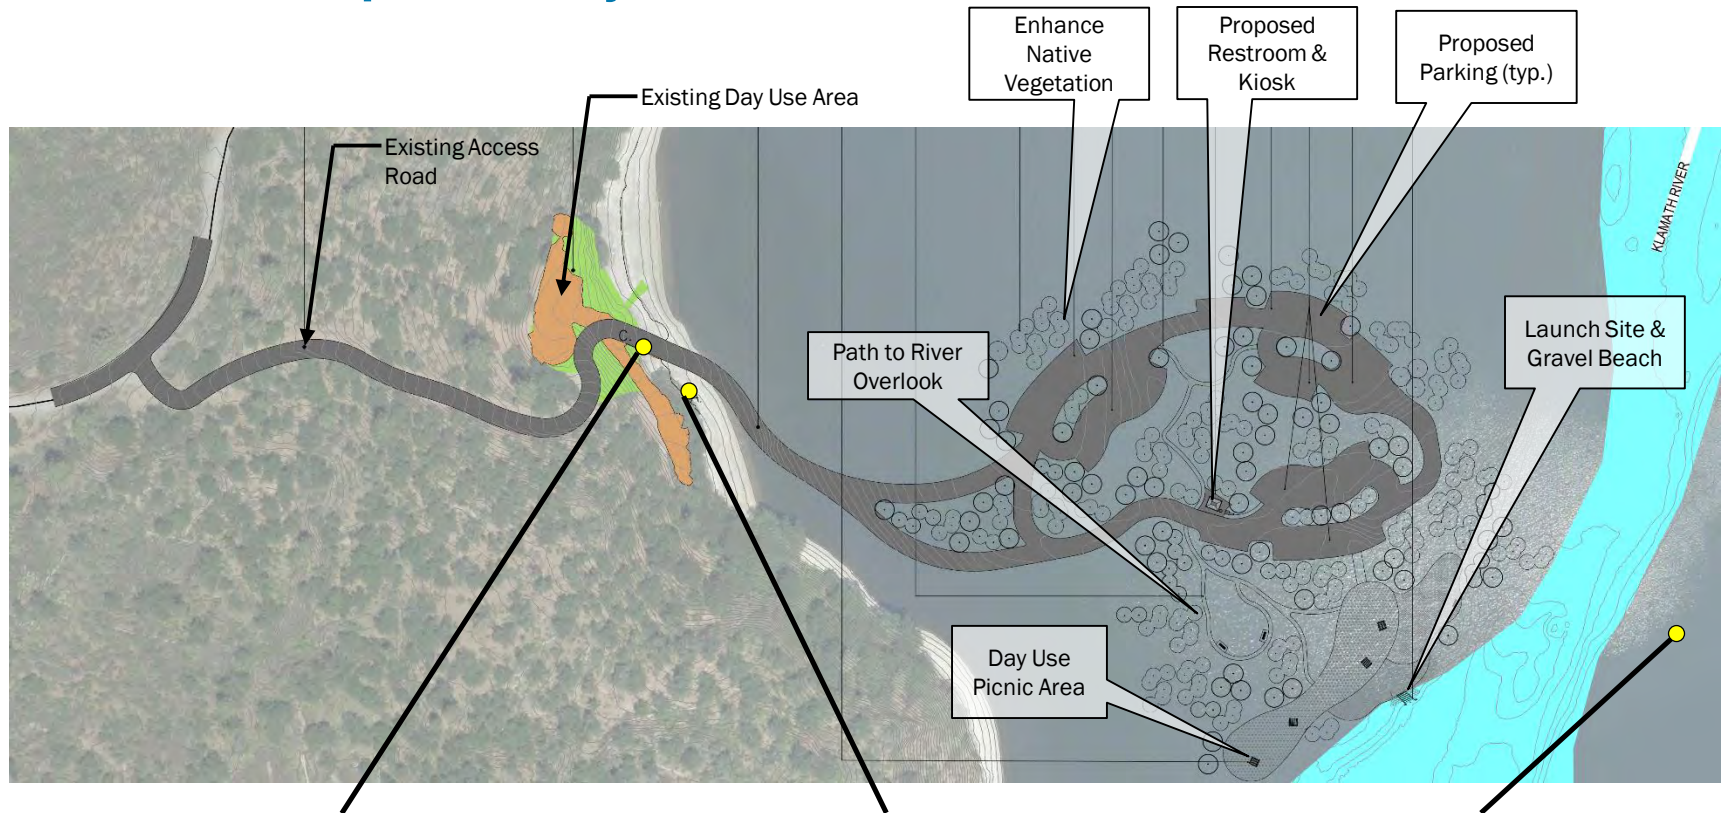 Enhance
Native
Vegetation
Proposed
Restroom &
Kiosk
Proposed
Parking (typ.)
Existing Day Use Area
Existing Access
Road
KLAMATH RIVER
Launch Site &
Gravel Beach
Path to River
Overlook
Day Use
Picnic Area